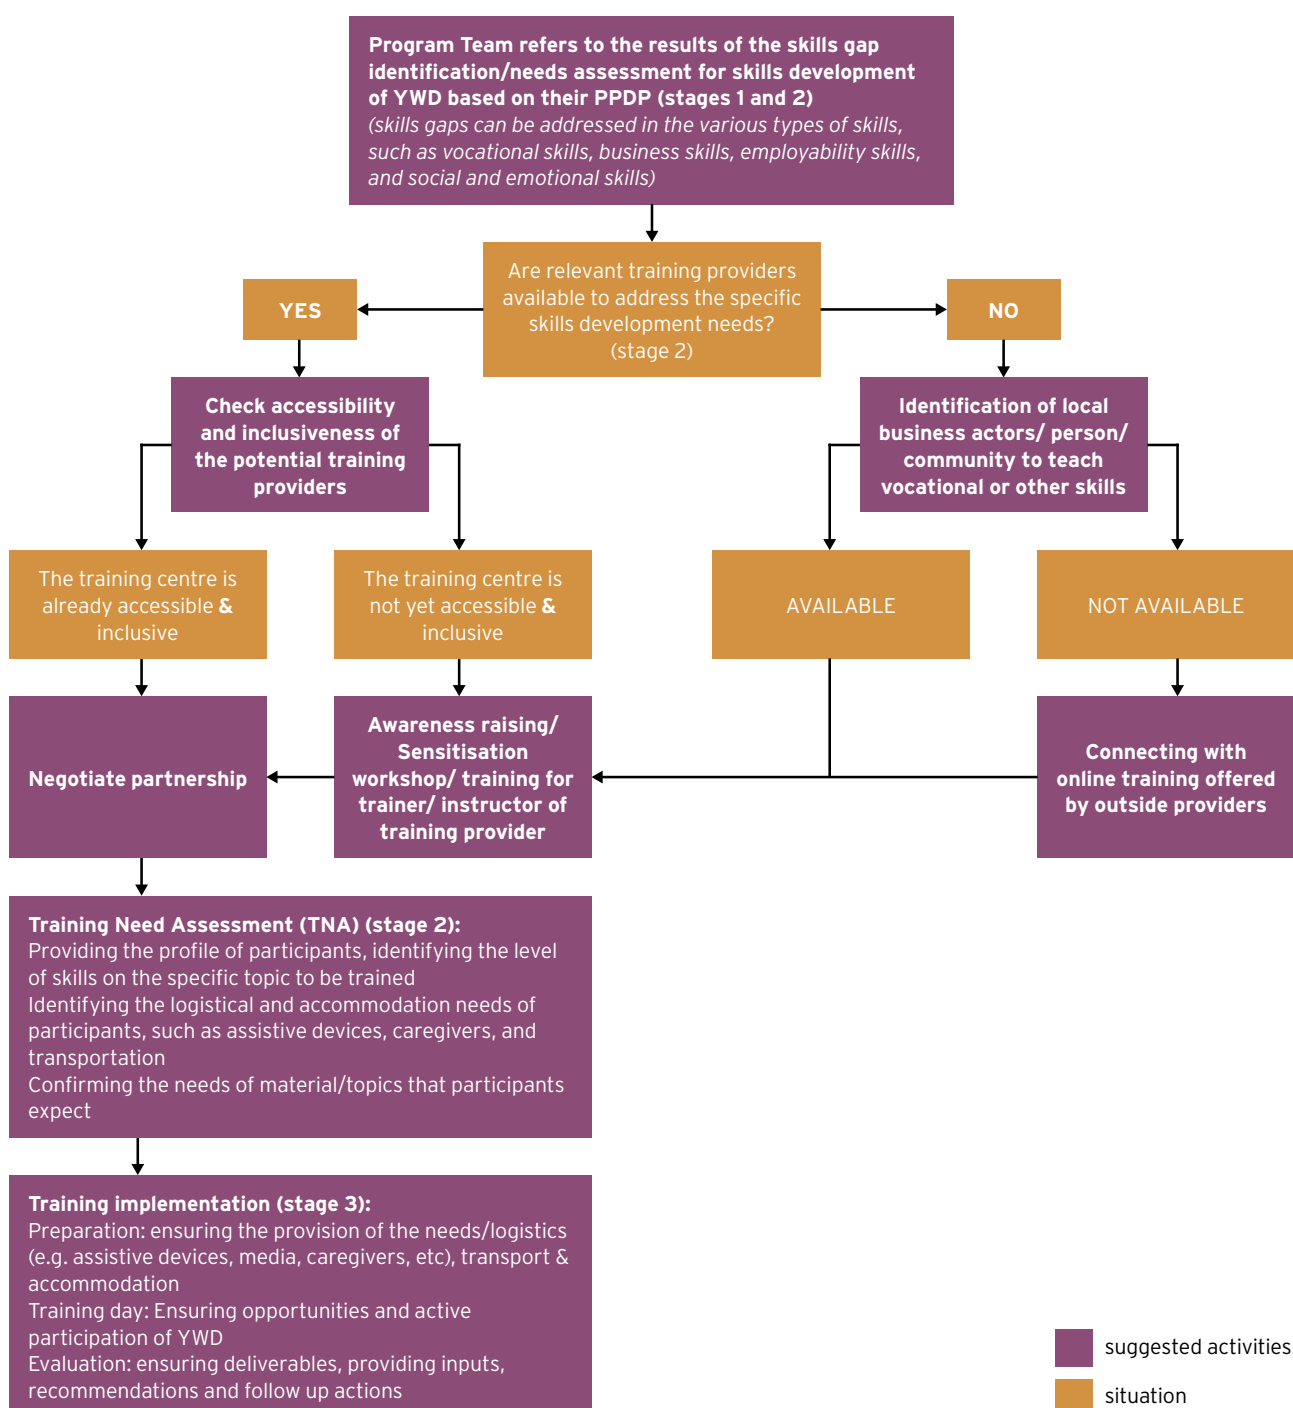 Program Team refers to the results of the skills gap
identification/needs assessment for skills development
of YWD based on their PPDP (stages 1 and 2)
(skills gaps can be addressed in the various types of skills,
such as vocational skills, business skills, employability skills,
and social and emotional skills)
Are relevant training providers
available to address the specific
skills development needs?
(stage 2)
YES
NO
Check accessibility
and inclusiveness of
the potential training
providers
Identification of local
business actors/ person/
community to teach
vocational or other skills
The training centre is
already accessible &
inclusive
The training centre is
not yet accessible &
inclusive
AVAILABLE
NOT AVAILABLE
Negotiate partnership
Awareness raising/
Sensitisation
workshop/ training for
trainer/ instructor of
training provider
Connecting with
online training offered
by outside providers
Training Need Assessment (TNA) (stage 2):
Providing the profile of participants, identifying the level
of skills on the specific topic to be trained
Identifying the logistical and accommodation needs of
participants, such as assistive devices, caregivers, and
transportation
Confirming the needs of material/topics that participants
expect
Training implementation (stage 3):
Preparation: ensuring the provision of the needs/logistics
(e.g. assistive devices, media, caregivers, etc), transport &
accommodation
Training day: Ensuring opportunities and active
participation of YWD
Evaluation: ensuring deliverables, providing inputs,
recommendations and follow up actions
suggested activities
situation